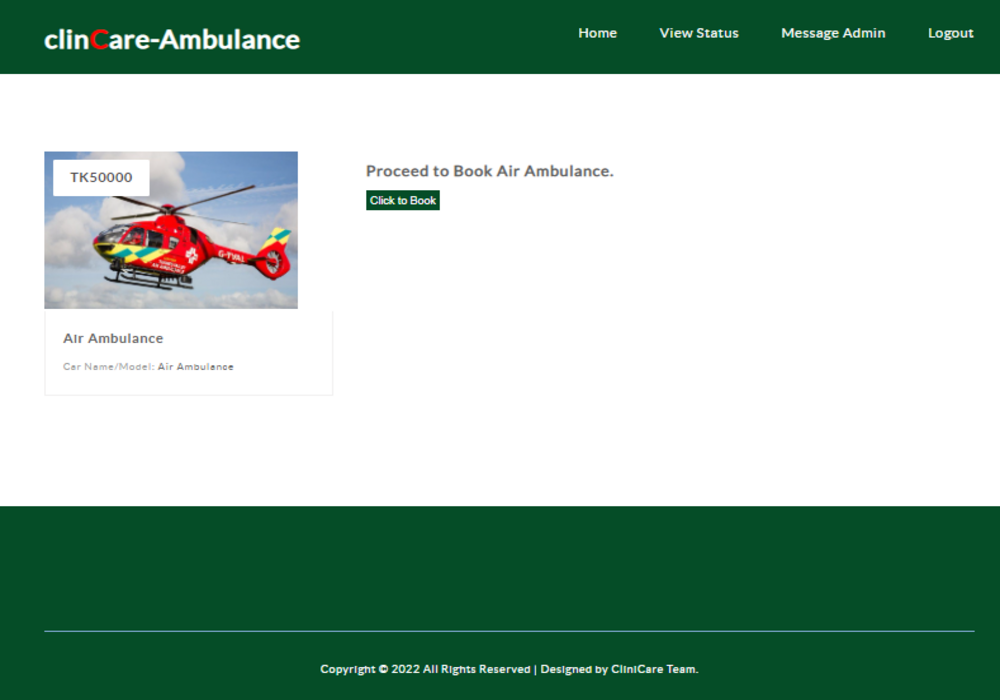 clinCare-Ambulance
Home View Status Message Admin Logout
TK50000
Proceed to Book Air Ambulance.
Click to Book
Air Ambulance
Car Name/Model: Air Ambulance
Copyright © 2022 All Rights Reserved | Designed by CliniCare Team.